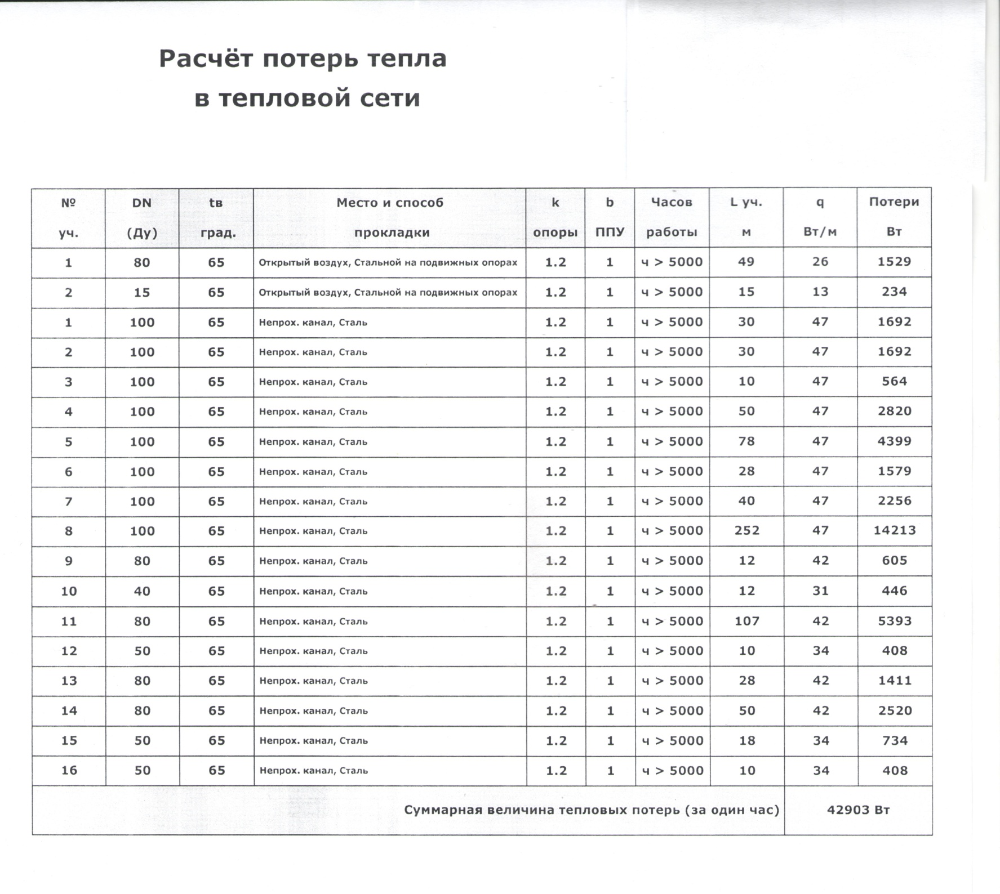 Расчёт потерь тепла
в тепловой сети
№ DN tв Место и способ k b Часов L уч. q Потери
уч. (Ду) град. прокладки опоры ППУ работы м Вт/м Вт
1 80 65 Открытый воздух, Стальной на подвижных опорах 1.2 1 ч > 5000 49 26 1529
2 15 65 Открытый воздух, Стальной на подвижных опорах 1.2 1 ч > 5000 15 13 234
1 100 65 Непрох. канал, Сталь 1.2 1 ч > 5000 30 47 1692
2 100 65 Непрох. канал, Сталь 1.2 1 ч > 5000 30 47 1692
3 100 65 Непрох. канал, Сталь 1.2 1 ч > 5000 10 47 564
4 100 65 Непрох. канал, Сталь 1.2 1 ч > 5000 50 47 2820
5 100 65 Непрох. канал, Сталь 1.2 1 ч > 5000 78 47 4399
6 100 65 Непрох. канал, Сталь 1.2 1 ч > 5000 28 47 1579
7 100 65 Непрох. канал, Сталь 1.2 1 ч > 5000 40 47 2256
8 100 65 Непрох. канал, Сталь 1.2 1 ч > 5000 252 47 14213
9 80 65 Непрох. канал, Сталь 1.2 1 ч > 5000 12 42 605
10 40 65 Непрох. канал, Сталь 1.2 1 ч > 5000 12 31 446
11 80 65 Непрох. канал, Сталь 1.2 1 ч > 5000 107 42 5393
12 50 65 Непрох. канал, Сталь 1.2 1 ч > 5000 10 34 408
13 80 65 Непрох. канал, Сталь 1.2 1 ч > 5000 28 42 1411
14 80 65 Непрох. канал, Сталь 1.2 1 ч > 5000 50 42 2520
15 50 65 Непрох. канал, Сталь 1.2 1 ч > 5000 18 34 734
16 50 65 Непрох. канал, Сталь 1.2 1 ч > 5000 10 34 408
Суммарная величина тепловых потерь (за один час) 42903 Вт